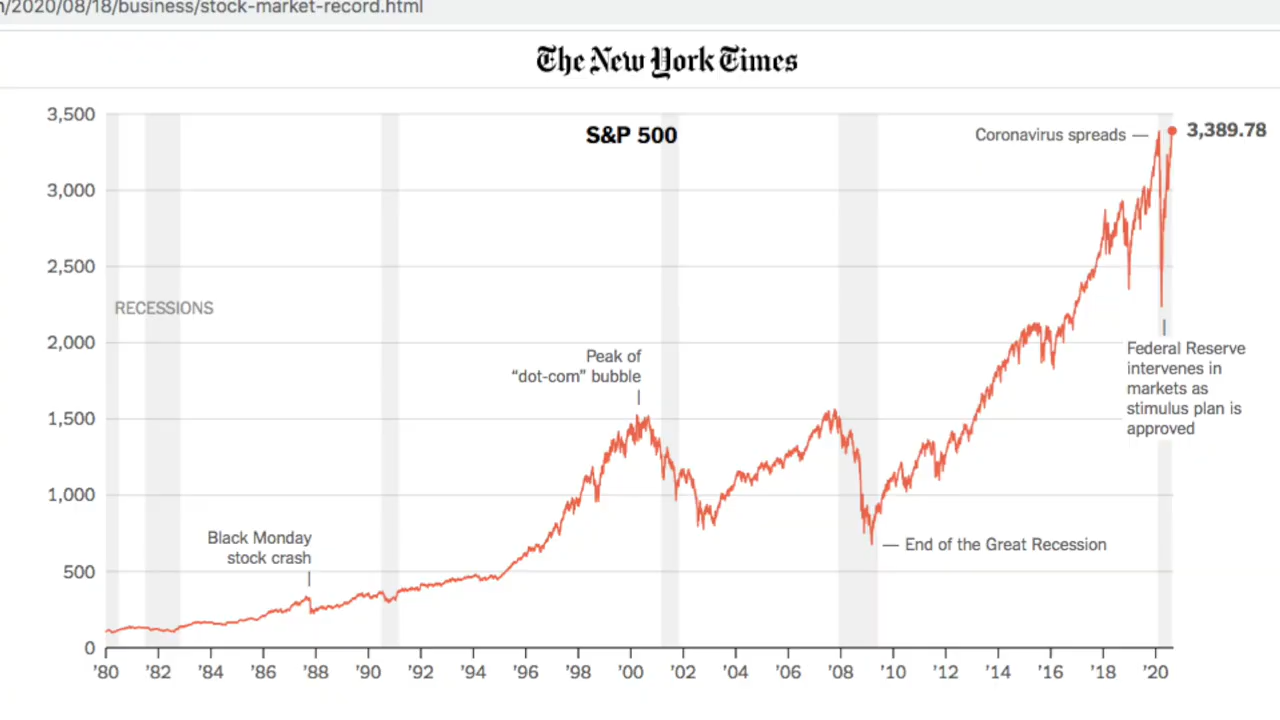 n/2020/08/18/business/stock-market-record.html
The New York Times
3,500
S&P 500
Coronavirus spreads —
3,389.78
3,000
2,500
RECESSIONS
2,000
Peak of
“dot-com” bubble
Federal Reserve
intervenes in
markets as
stimulus plan is
approved
1,500
1,000
Black Monday
stock crash
— End of the Great Recession
500
0
’80 ’82 ’84 ’86 ’88 ’90 ’92 ’94 ’96 ’98 ’00 ’02 ’04 ’06 ’08 ’10 ’12 ’14 ’16 ’18 ’20